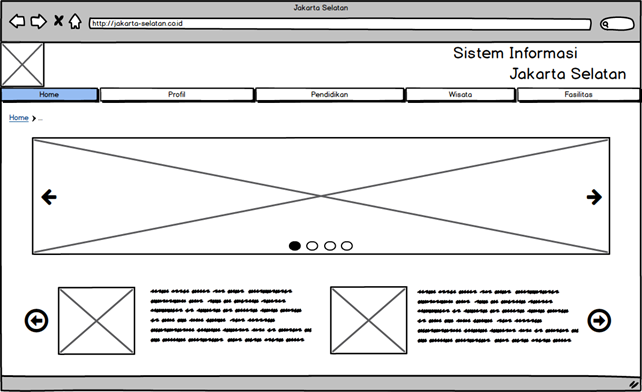 Jakarta Selatan
http://jakarta-selatan.co.id
Sistem Informasi
Jakarta Selatan
Home
Profil
Pendidikan
Wisata
Fasilitas
Home > ...